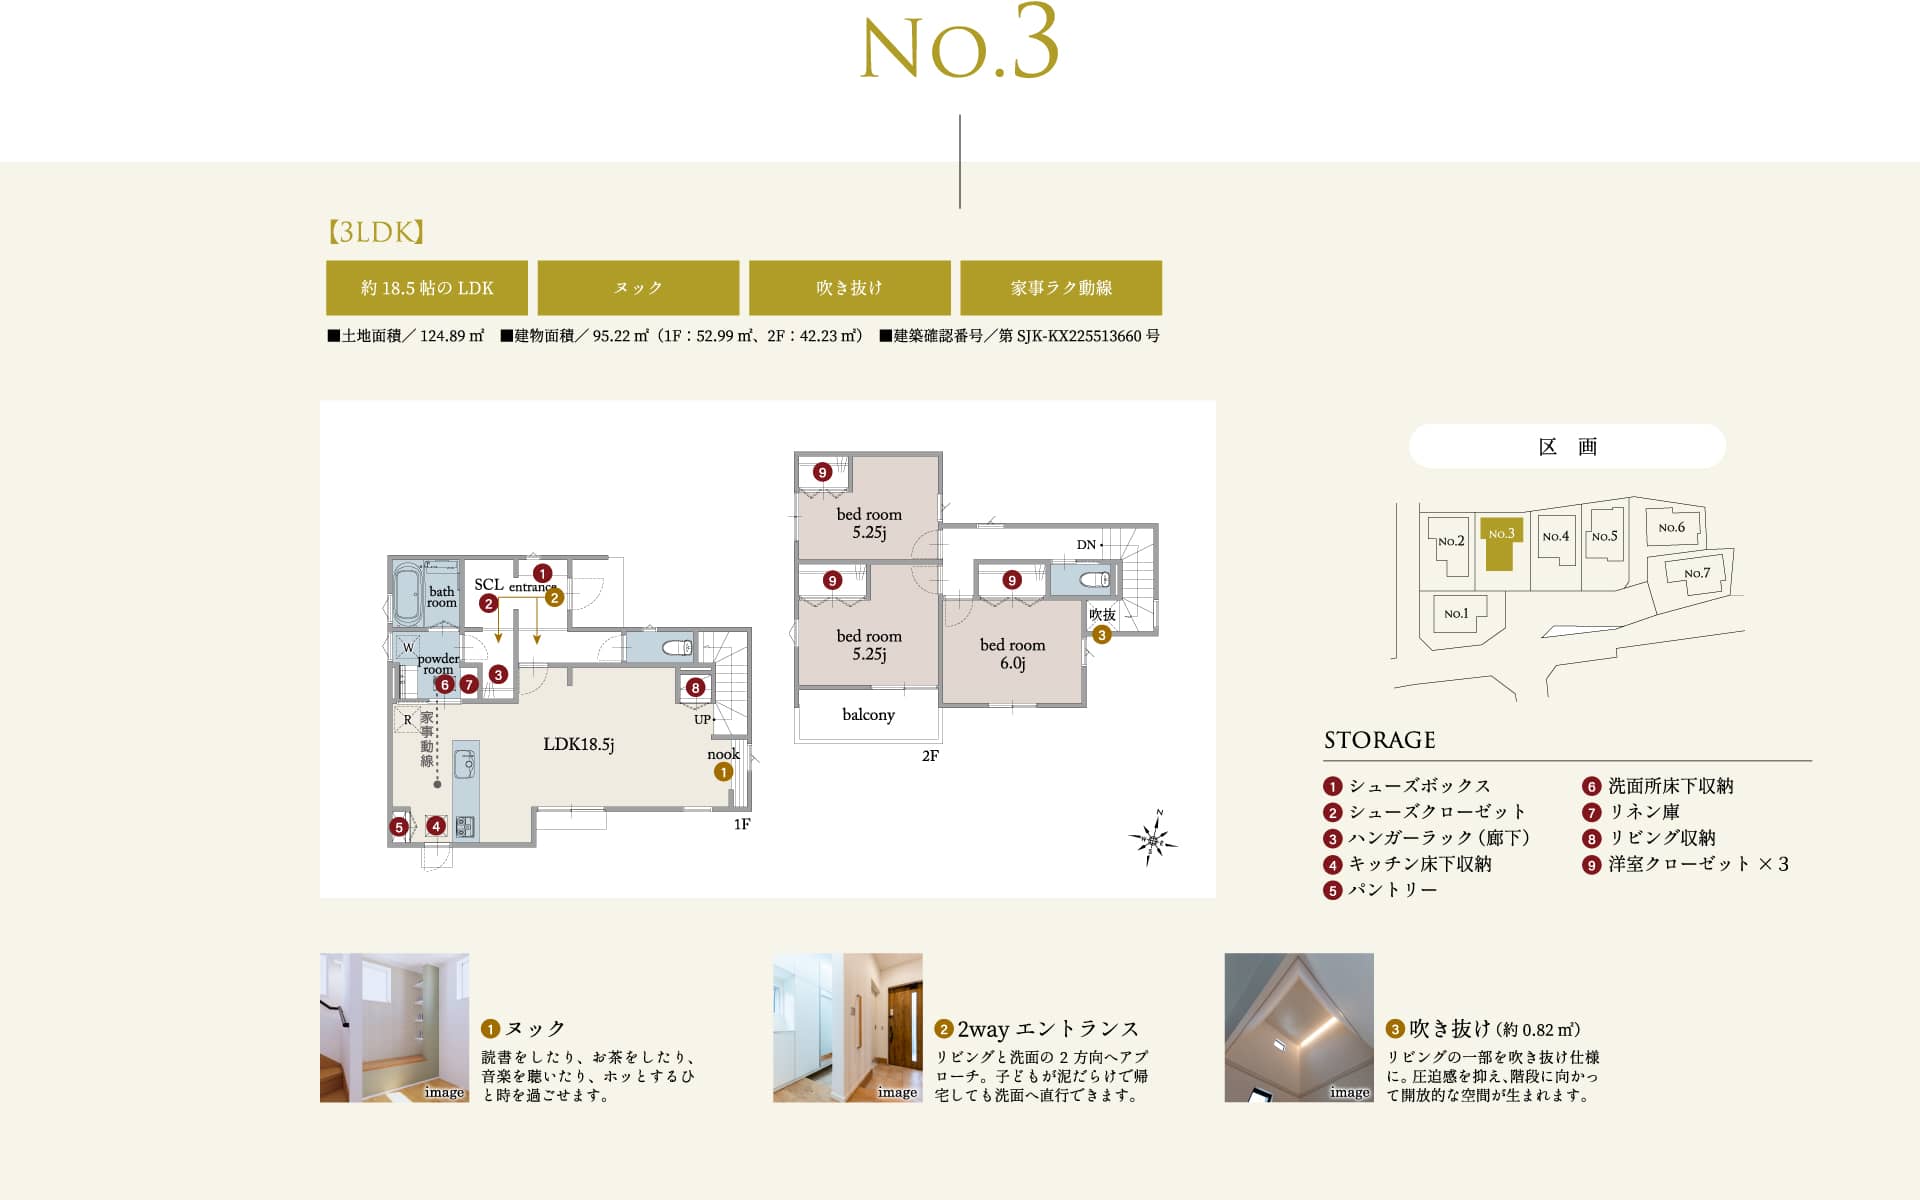 No.3
【3LDK】
約 18.5 帖の LDK
ヌック
吹き抜け
家事ラク動線
■土地面積／ 124.89 ㎡ ■建物面積／ 95.22 ㎡（1F：52.99 ㎡、2F：42.23 ㎡） ■建築確認番号／第 SJK-KX225513660 号
bath
room
SCL
entrance
1
2
2
W
powder
room
6
7
3
8
R
家事動線
UP
LDK18.5j
nook
1
5
4
1F
9
bed room
5.25j
DN
9
9
吹抜
3
bed room
5.25j
bed room
6.0j
balcony
2F
N
W
E
S
区 画
No.2
No.3
No.4
No.5
No.6
No.7
No.1
STORAGE
1 シューズボックス
2 シューズクローゼット
3 ハンガーラック（廊下）
4 キッチン床下収納
5 パントリー
6 洗面所床下収納
7 リネン庫
8 リビング収納
9 洋室クローゼット × 3
image
1 ヌック
読書をしたり、お茶をしたり、
音楽を聴いたり、ホッとするひ
と時を過ごせます。
image
2 2way エントランス
リビングと洗面の 2 方向へアプ
ローチ。子どもが泥だらけで帰
宅しても洗面へ直行できます。
image
3 吹き抜け（約 0.82 ㎡）
リビングの一部を吹き抜け仕様
に。圧迫感を抑え、階段に向かっ
て開放的な空間が生まれます。